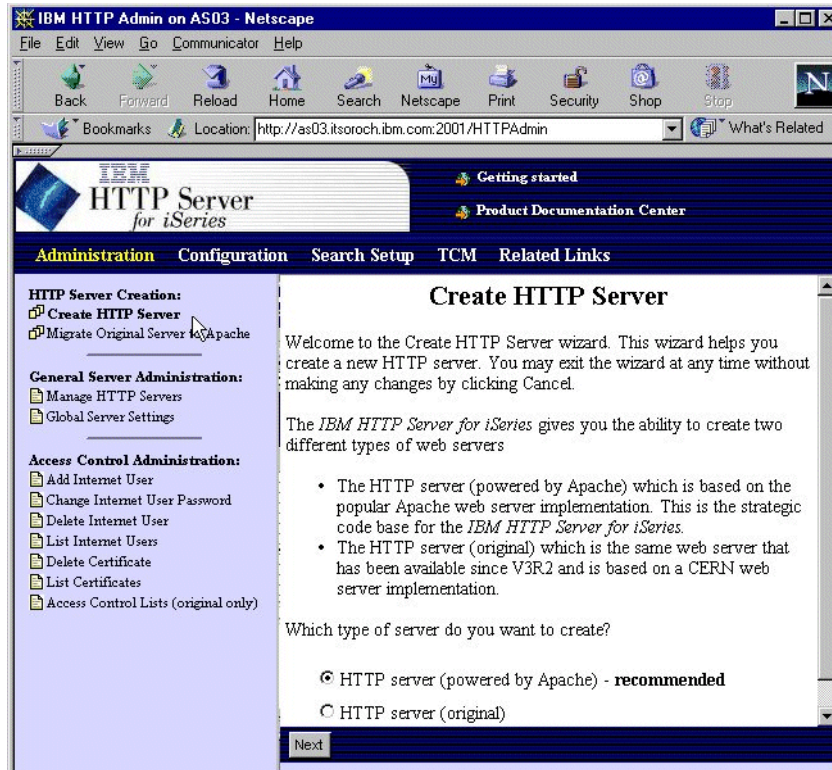 IBM HTTP Admin on AS03 - Netscape
File Edit View Go Communicator Help
Back Forward Reload Home Search Netscape Print Security Shop Stop
My
N
Bookmarks Location: http://as03.itsoroch.ibm.com:2001/HTTPAdmin What's Related
IBM
HTTP Server
for iSeries
Getting started
Product Documentation Center
Administration Configuration Search Setup TCM Related Links
HTTP Server Creation:
Create HTTP Server
Migrate Original Server to Apache
General Server Administration:
Manage HTTP Servers
Global Server Settings
Access Control Administration:
Add Internet User
Change Internet User Password
Delete Internet User
List Internet Users
Delete Certificate
List Certificates
Access Control Lists (original only)
Create HTTP Server
Welcome to the Create HTTP Server wizard. This wizard helps you
create a new HTTP server. You may exit the wizard at any time without
making any changes by clicking Cancel.
The IBM HTTP Server for iSeries gives you the ability to create two
different types of web servers
• The HTTP server (powered by Apache) which is based on the
popular Apache web server implementation. This is the strategic
code base for the IBM HTTP Server for iSeries.
• The HTTP server (original) which is the same web server that
has been available since V3R2 and is based on a CERN web
server implementation.
Which type of server do you want to create?
HTTP server (powered by Apache) - recommended
HTTP server (original)
Next